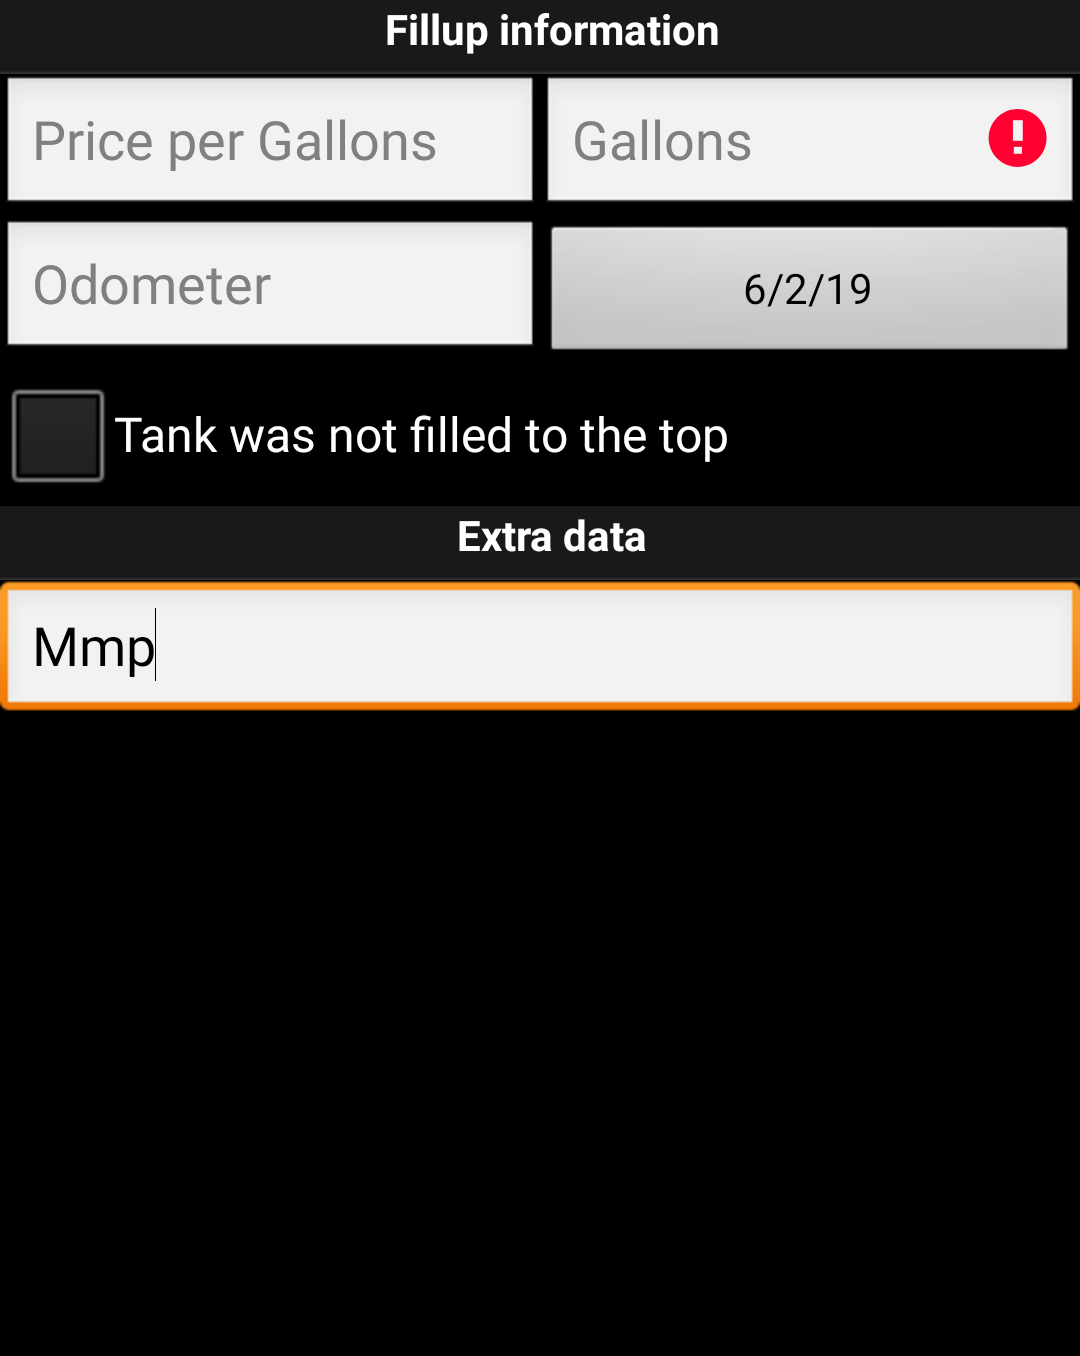 Fillup information
Price per Gallons
Gallons
Odometer
6/2/19
Tank was not filled to the top
Extra data
Mmp